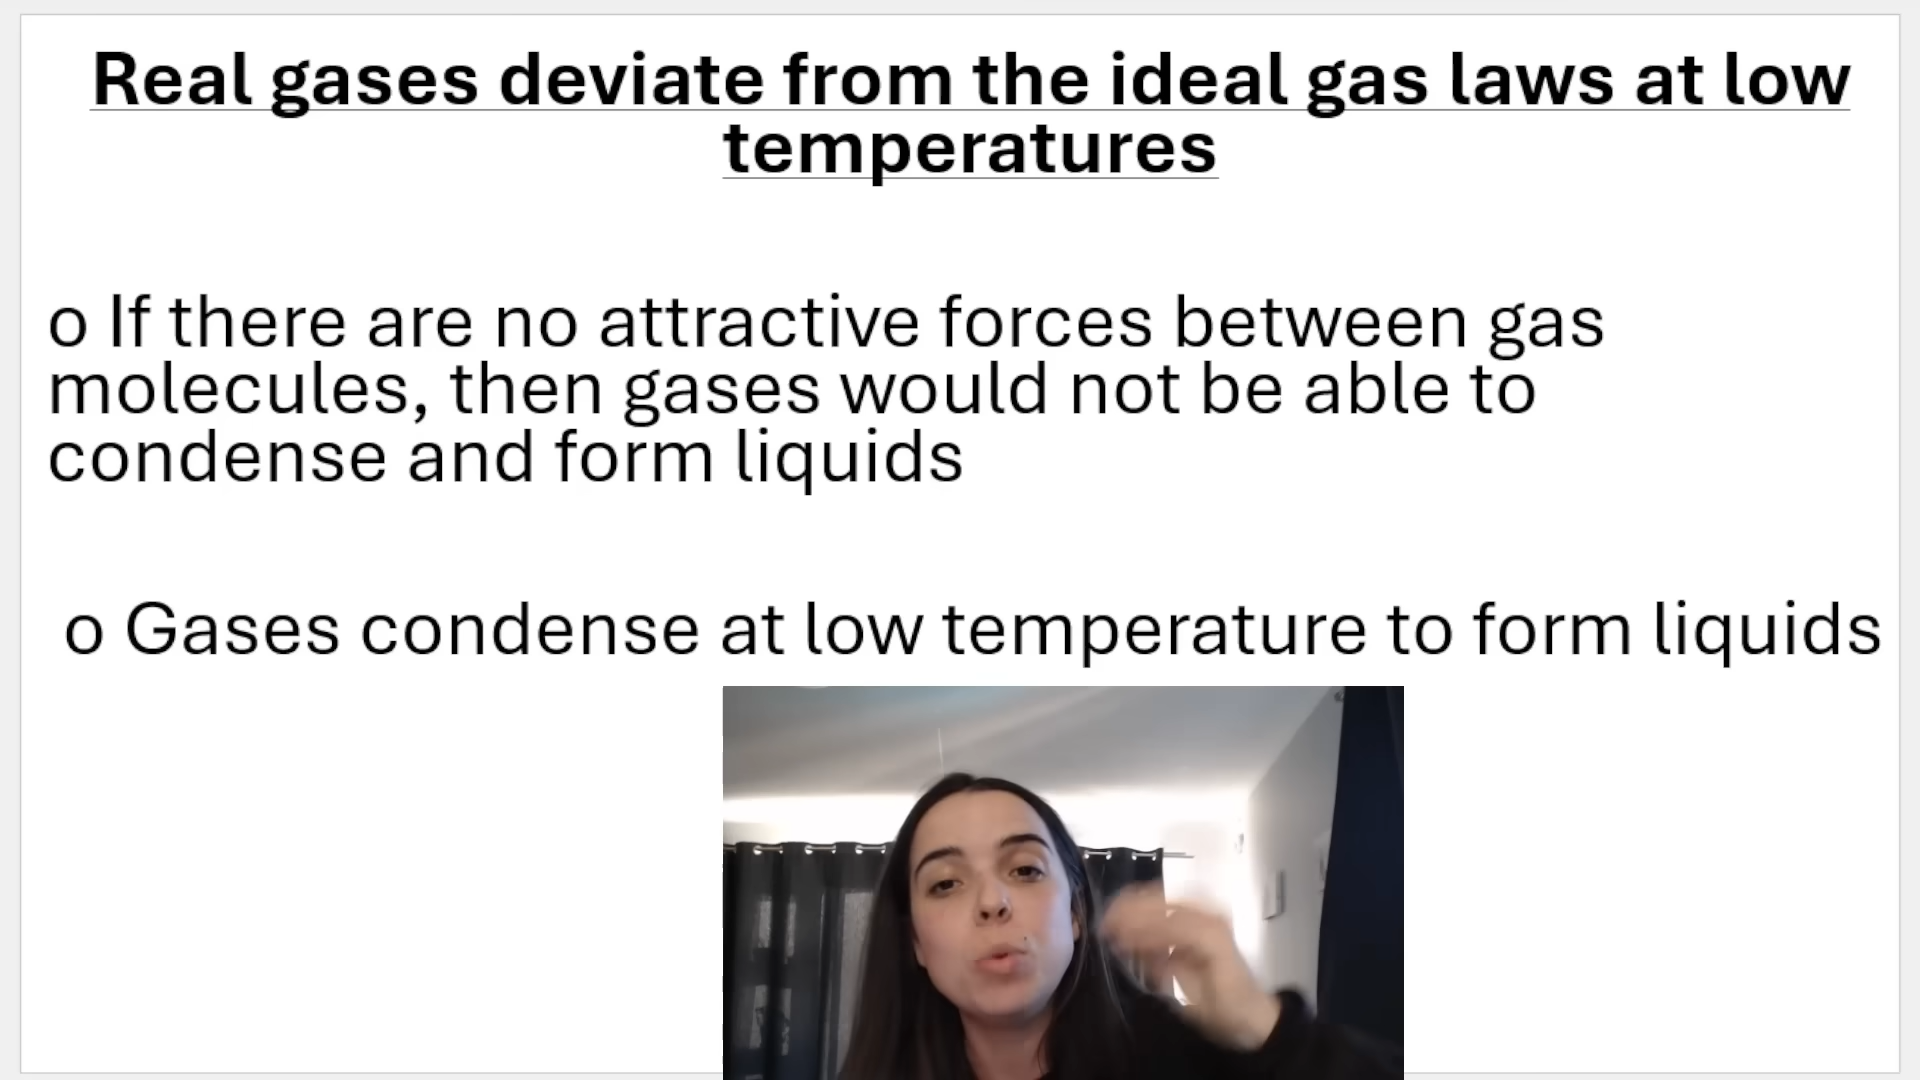 Real gases deviate from the ideal gas laws at low
temperatures
o If there are no attractive forces between gas
molecules, then gases would not be able to
condense and form liquids
o Gases condense at low temperature to form liquids